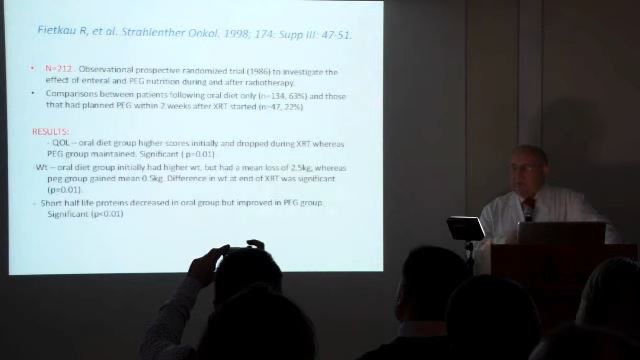 Fietkau R, et al. Strahlenther Onkol. 1998; 174: Supp III: 47-51.
• N=212 . Observational prospective randomized trial (1986) to investigate the
effect of enteral and PEG nutrition during and after radiotherapy.
• Comparisons between patients following oral diet only (n=134, 63%) and those
that had planned PEG within 2 weeks after XRT started (n=47, 22%).
RESULTS:
- QOL – oral diet group higher scores initially and dropped during XRT whereas
PEG group maintained. Significant ( p=0.01) .
-Wt – oral diet group initially had higher wt, but had a mean loss of 2.5kg, whereas
peg group gained mean 0.5kg. Difference in wt at end of XRT was significant
(p=0.01).
- Short half life proteins decreased in oral group but improved in PEG group.
Significant (p<0.01)